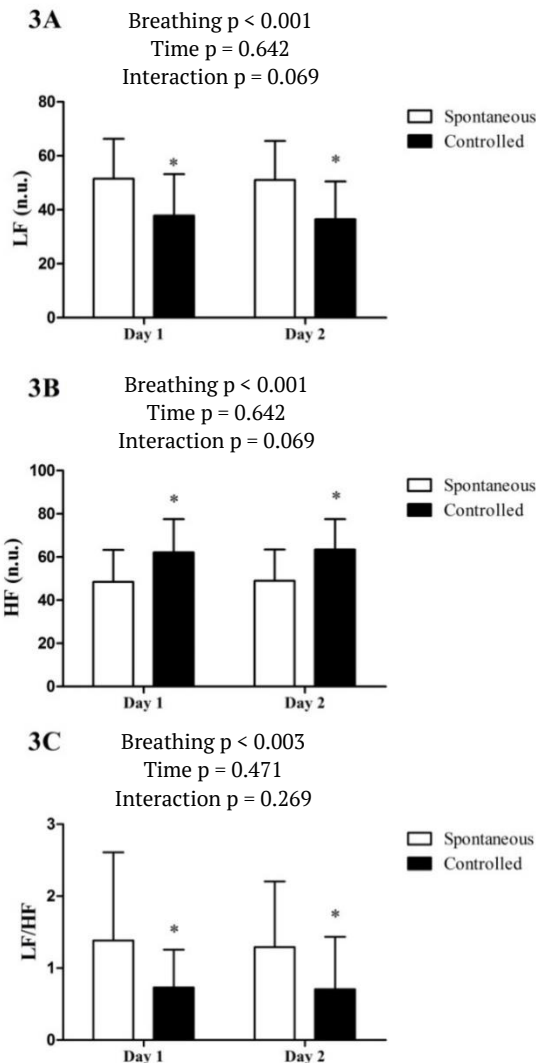 3A
Breathing p < 0.001
Time p = 0.642
Interaction p = 0.069
80
60
40
20
0
LF (n.u.)
Spontaneous
Controlled
*
*
Day 1
Day 2
3B
Breathing p < 0.001
Time p = 0.642
Interaction p = 0.069
100
80
60
40
20
0
HF (n.u.)
Spontaneous
Controlled
*
*
Day 1
Day 2
3C
Breathing p < 0.003
Time p = 0.471
Interaction p = 0.269
3
2
1
0
LF/HF
Spontaneous
Controlled
*
*
Day 1
Day 2